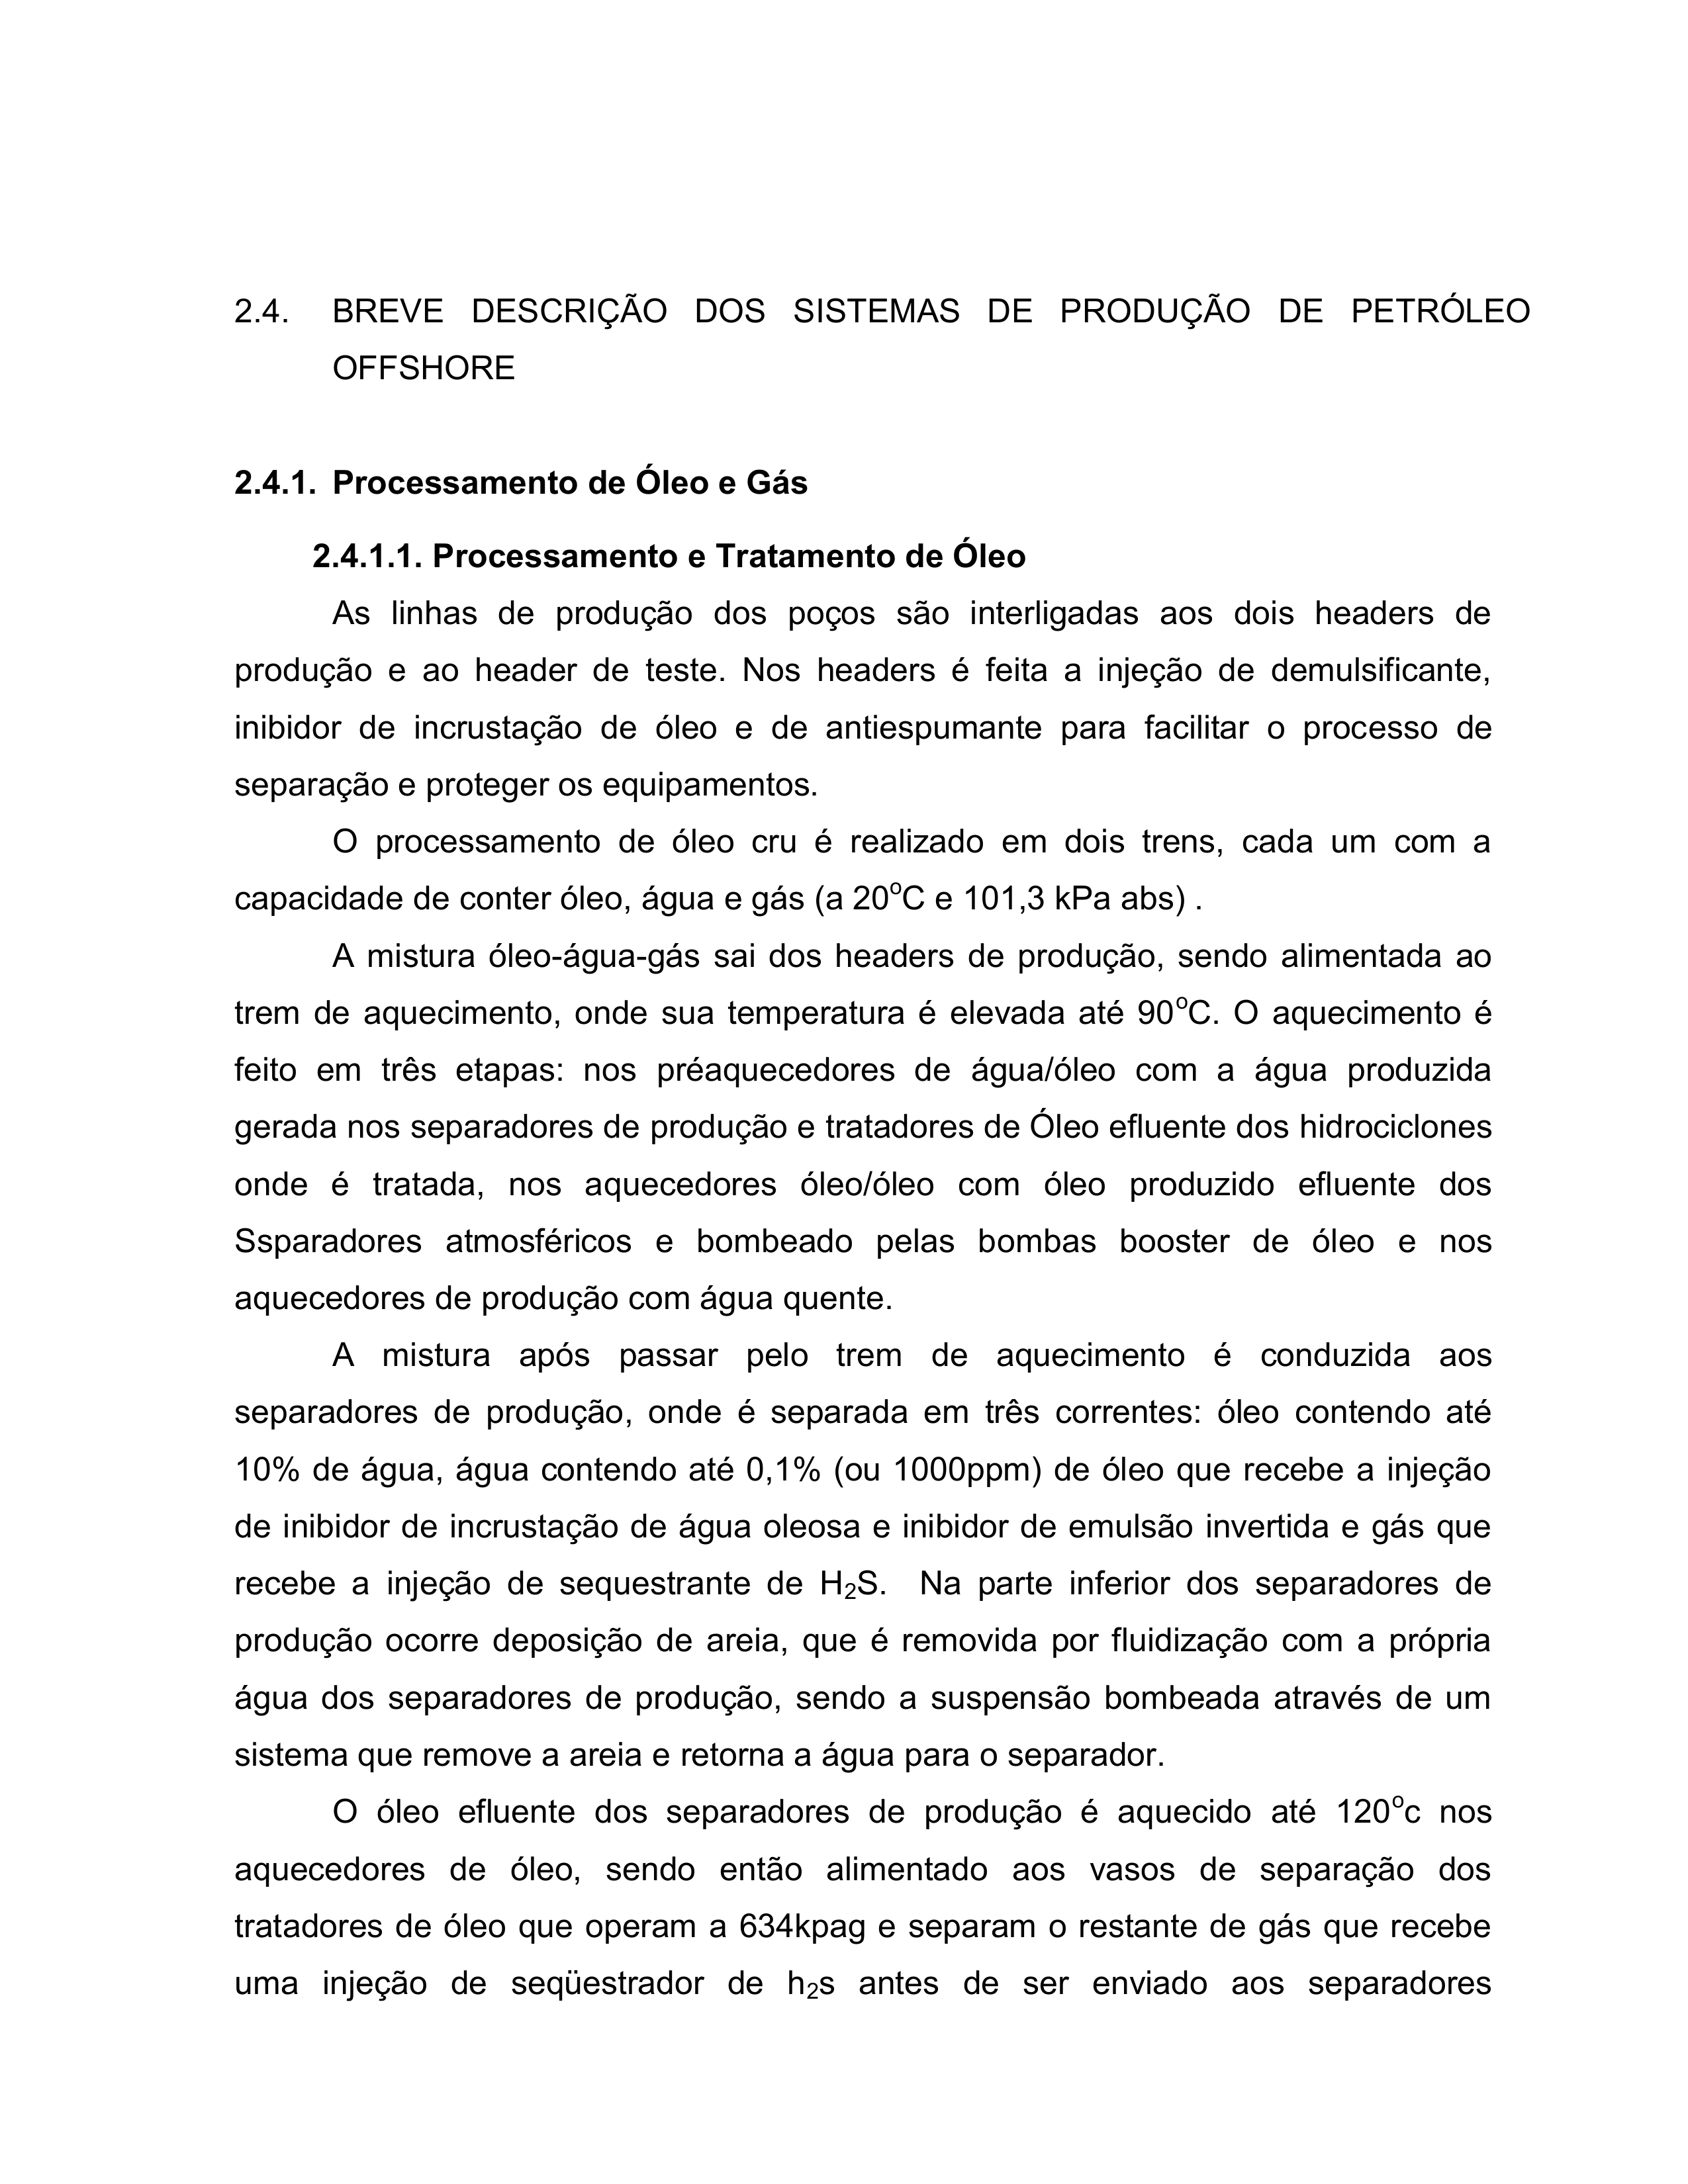 2.4. BREVE DESCRIÇÃO DOS SISTEMAS DE PRODUÇÃO DE PETRÓLEO
OFFSHORE
2.4.1. Processamento de Óleo e Gás
2.4.1.1. Processamento e Tratamento de Óleo
As linhas de produção dos poços são interligadas aos dois headers de
produção e ao header de teste. Nos headers é feita a injeção de demulsificante,
inibidor de incrustação de óleo e de antiespumante para facilitar o processo de
separação e proteger os equipamentos.
O processamento de óleo cru é realizado em dois trens, cada um com a
capacidade de conter óleo, água e gás (a 20ºC e 101,3 kPa abs) .
A mistura óleo-água-gás sai dos headers de produção, sendo alimentada ao
trem de aquecimento, onde sua temperatura é elevada até 90ºC. O aquecimento é
feito em três etapas: nos préaquecedores de água/óleo com a água produzida
gerada nos separadores de produção e tratadores de Óleo efluente dos hidrociclones
onde é tratada, nos aquecedores óleo/óleo com óleo produzido efluente dos
Ssparadores atmosféricos e bombeado pelas bombas booster de óleo e nos
aquecedores de produção com água quente.
A mistura após passar pelo trem de aquecimento é conduzida aos
separadores de produção, onde é separada em três correntes: óleo contendo até
10% de água, água contendo até 0,1% (ou 1000ppm) de óleo que recebe a injeção
de inibidor de incrustação de água oleosa e inibidor de emulsão invertida e gás que
recebe a injeção de sequestrante de H₂S. Na parte inferior dos separadores de
produção ocorre deposição de areia, que é removida por fluidização com a própria
água dos separadores de produção, sendo a suspensão bombeada através de um
sistema que remove a areia e retorna a água para o separador.
O óleo efluente dos separadores de produção é aquecido até 120ºc nos
aquecedores de óleo, sendo então alimentado aos vasos de separação dos
tratadores de óleo que operam a 634kpag e separam o restante de gás que recebe
uma injeção de seqüestrador de h₂s antes de ser enviado aos separadores